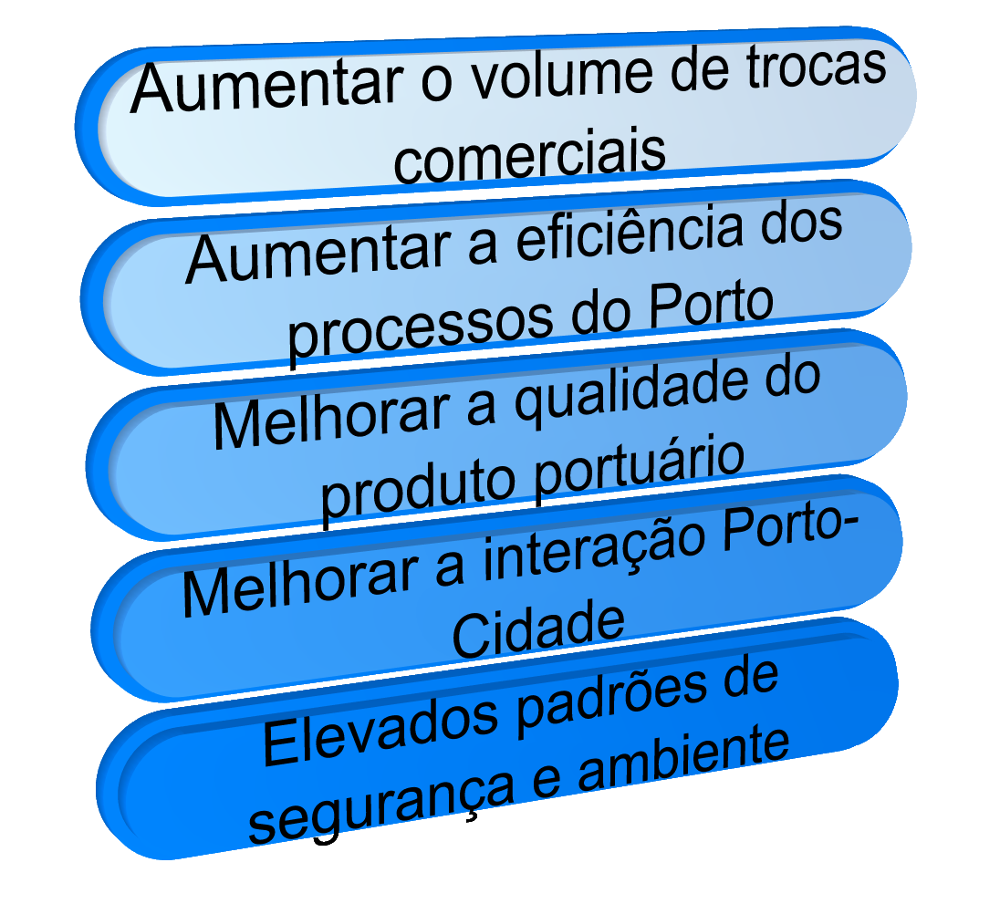 Aumentar o volume de trocas
comerciais
Aumentar a eficiência dos
processos do Porto
Melhorar a qualidade do
produto portuário
Melhorar a interação Porto-
Cidade
Elevados padrões de
segurança e ambiente